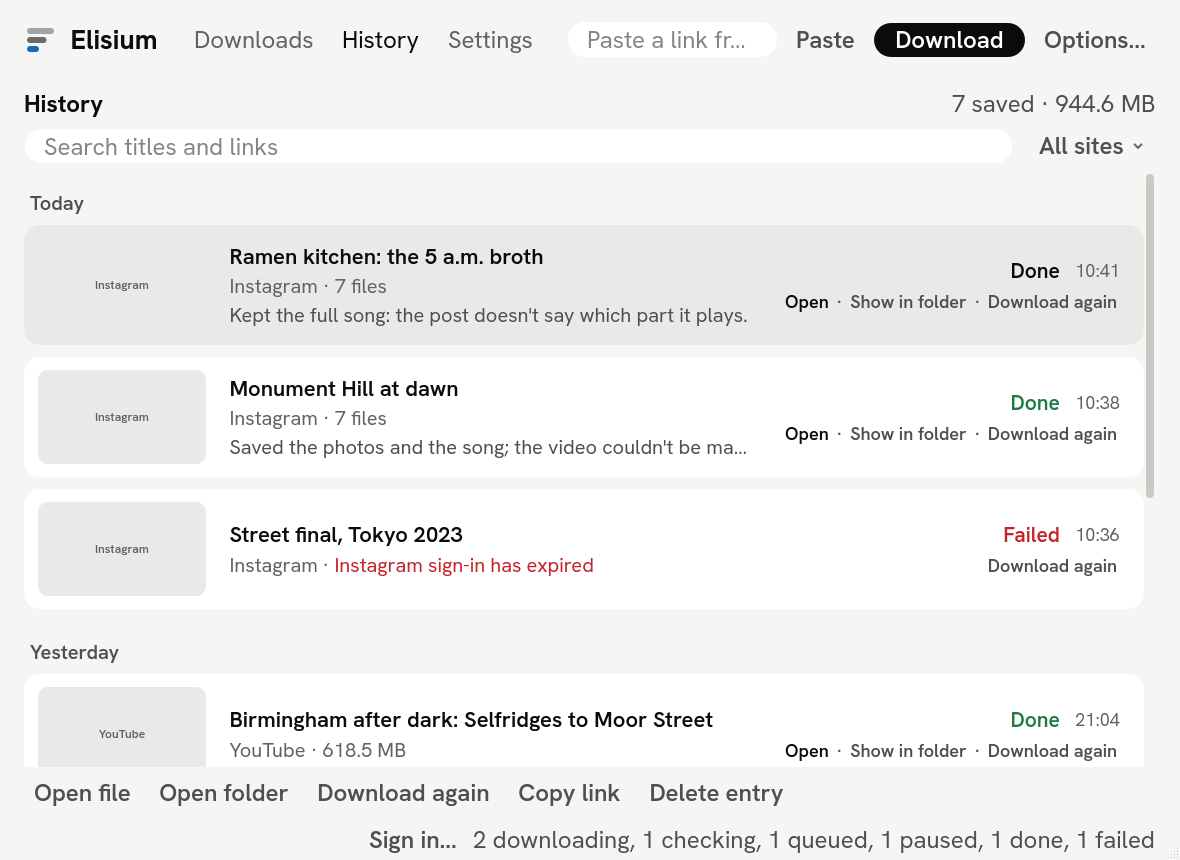 Elisium Downloads History Settings Paste a link fr... Paste Download Options...
History 7 saved · 944.6 MB
Search titles and links All sites
Today
Instagram
Ramen kitchen: the 5 a.m. broth
Instagram · 7 files
Kept the full song: the post doesn't say which part it plays.
Done 10:41
Open · Show in folder · Download again
Instagram
Monument Hill at dawn
Instagram · 7 files
Saved the photos and the song; the video couldn't be ma...
Done 10:38
Open · Show in folder · Download again
Instagram
Street final, Tokyo 2023
Instagram · Instagram sign-in has expired
Failed 10:36
Download again
Yesterday
YouTube
Birmingham after dark: Selfridges to Moor Street
YouTube · 618.5 MB
Done 21:04
Open · Show in folder · Download again
Open file Open folder Download again Copy link Delete entry
Sign in... 2 downloading, 1 checking, 1 queued, 1 paused, 1 done, 1 failed